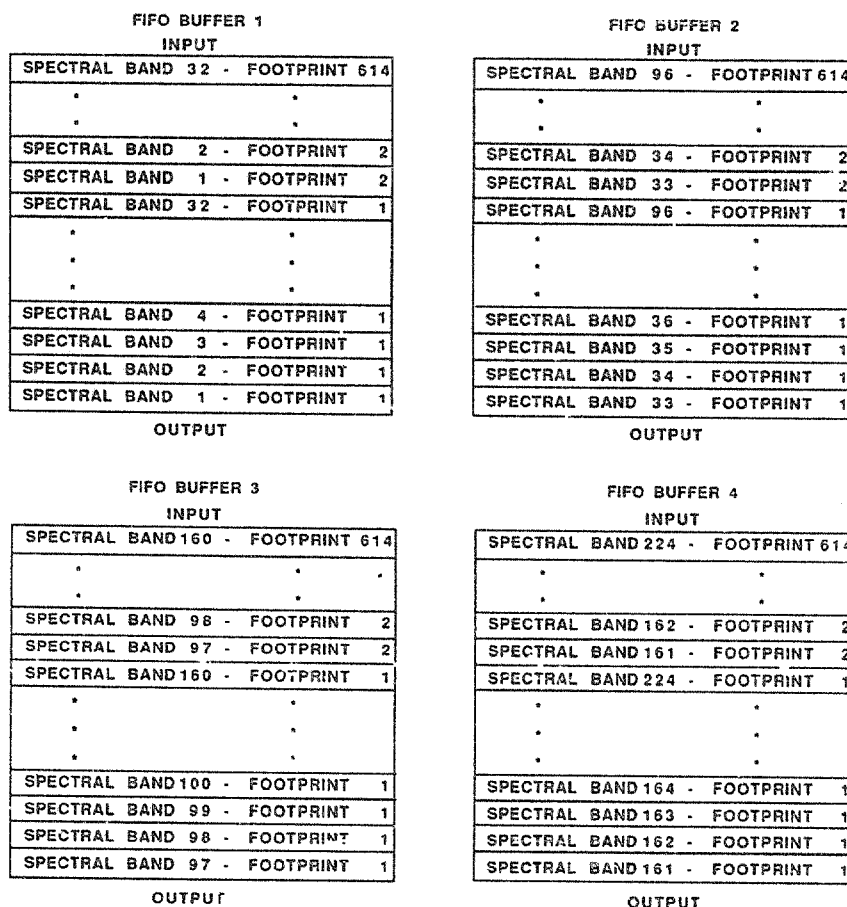 FIFO BUFFER 1
INPUT
SPECTRAL BAND 32 - FOOTPRINT 614
SPECTRAL BAND 2 - FOOTPRINT 2
SPECTRAL BAND 1 - FOOTPRINT 2
SPECTRAL BAND 32 - FOOTPRINT 1
SPECTRAL BAND 4 - FOOTPRINT 1
SPECTRAL BAND 3 - FOOTPRINT 1
SPECTRAL BAND 2 - FOOTPRINT 1
SPECTRAL BAND 1 - FOOTPRINT 1
OUTPUT
FIFO BUFFER 2
INPUT
SPECTRAL BAND 96 - FOOTPRINT 614
SPECTRAL BAND 34 - FOOTPRINT 2
SPECTRAL BAND 33 - FOOTPRINT 2
SPECTRAL BAND 96 - FOOTPRINT 1
SPECTRAL BAND 36 - FOOTPRINT 1
SPECTRAL BAND 35 - FOOTPRINT 1
SPECTRAL BAND 34 - FOOTPRINT 1
SPECTRAL BAND 33 - FOOTPRINT 1
OUTPUT
FIFO BUFFER 3
INPUT
SPECTRAL BAND 160 - FOOTPRINT 614
SPECTRAL BAND 98 - FOOTPRINT 2
SPECTRAL BAND 97 - FOOTPRINT 2
SPECTRAL BAND 160 - FOOTPRINT 1
SPECTRAL BAND 100 - FOOTPRINT 1
SPECTRAL BAND 99 - FOOTPRINT 1
SPECTRAL BAND 98 - FOOTPRINT 1
SPECTRAL BAND 97 - FOOTPRINT 1
OUTPUT
FIFO BUFFER 4
INPUT
SPECTRAL BAND 224 - FOOTPRINT 614
SPECTRAL BAND 162 - FOOTPRINT 2
SPECTRAL BAND 161 - FOOTPRINT 2
SPECTRAL BAND 224 - FOOTPRINT 1
SPECTRAL BAND 164 - FOOTPRINT 1
SPECTRAL BAND 163 - FOOTPRINT 1
SPECTRAL BAND 162 - FOOTPRINT 1
SPECTRAL BAND 161 - FOOTPRINT 1
OUTPUT